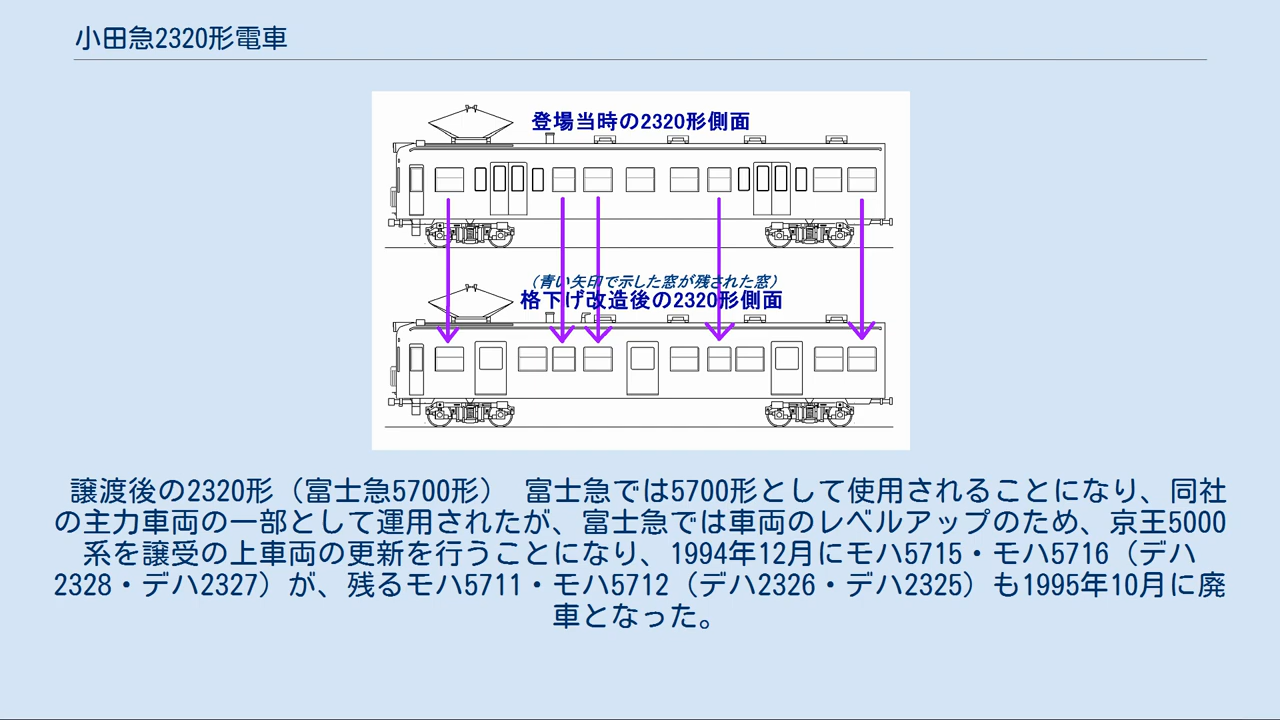 小田急2320形電車
登場当時の2320形側面
（青い矢印で示した窓が残された窓）
格下げ改造後の2320形側面
譲渡後の2320形（富士急5700形） 富士急では5700形として使用されることになり、同社
の主力車両の一部として運用されたが、富士急では車両のレベルアップのため、京王5000
系を譲受の上車両の更新を行うことになり、1994年12月にモハ5715・モハ5716（デハ
2328・デハ2327）が、残るモハ5711・モハ5712（デハ2326・デハ2325）も1995年10月に廃
車となった。